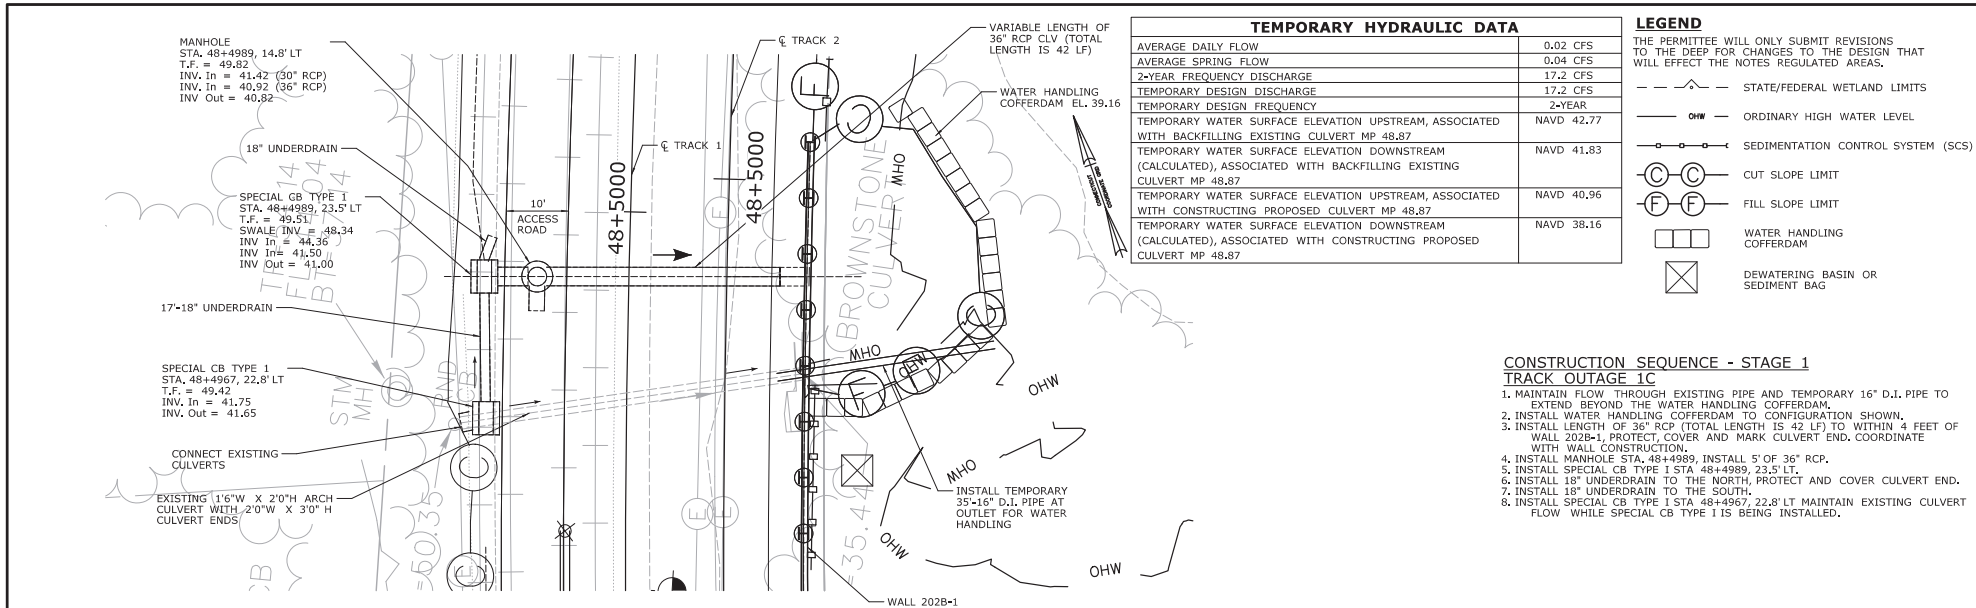 MANHOLE
STA. 48+4989, 14.8' LT
T.F. = 49.82
INV. In = 41.42 (30" RCP)
INV. In = 40.92 (36" RCP)
INV Out = 40.82
18" UNDERDRAIN
SPECIAL GB TYPE 1
STA. 48+4989, 23.5' LT
T.F. = 49.51
SWALE INV = 48.34
INV In = 44.36
INV In= 41.50
INV Out = 41.00
17'-18" UNDERDRAIN
SPECIAL CB TYPE 1
STA. 48+4967, 22.8' LT
T.F. = 49.42
INV. In = 41.75
INV. Out = 41.65
CONNECT EXISTING
CULVERTS
EXISTING 1'6"W X 2'0"H ARCH
CULVERT WITH 2'0"W X 3'0" H
CULVERT ENDS
STM
MH
CB
=50.35
10'
ACCESS
ROAD
48+5000
48+5000
℄ TRACK 1
℄ TRACK 2
VARIABLE LENGTH OF
36" RCP CLV (TOTAL
LENGTH IS 42 LF)
WATER HANDLING
COFFERDAM EL. 39.16
BROWNSTONE
CULVERT
F
C
C
F
E
E
E
H
H
H
H
H
H
H
H
OHW
OHW
OHW
OHW
OHW
OHW
INSTALL TEMPORARY
35'-16" D.I. PIPE AT
OUTLET FOR WATER
HANDLING
WALL 202B-1
TEMPORARY HYDRAULIC DATA
AVERAGE DAILY FLOW 0.02 CFS
AVERAGE SPRING FLOW 0.04 CFS
2-YEAR FREQUENCY DISCHARGE 17.2 CFS
TEMPORARY DESIGN DISCHARGE 17.2 CFS
TEMPORARY DESIGN FREQUENCY 2-YEAR
TEMPORARY WATER SURFACE ELEVATION UPSTREAM, ASSOCIATED NAVD 42.77
WITH BACKFILLING EXISTING CULVERT MP 48.87
TEMPORARY WATER SURFACE ELEVATION DOWNSTREAM NAVD 41.83
(CALCULATED), ASSOCIATED WITH BACKFILLING EXISTING
CULVERT MP 48.87
TEMPORARY WATER SURFACE ELEVATION UPSTREAM, ASSOCIATED NAVD 40.96
WITH CONSTRUCTING PROPOSED CULVERT MP 48.87
TEMPORARY WATER SURFACE ELEVATION DOWNSTREAM NAVD 38.16
(CALCULATED), ASSOCIATED WITH CONSTRUCTING PROPOSED
CULVERT MP 48.87
LEGEND
THE PERMITTEE WILL ONLY SUBMIT REVISIONS
TO THE DEEP FOR CHANGES TO THE DESIGN THAT
WILL EFFECT THE NOTES REGULATED AREAS.
STATE/FEDERAL WETLAND LIMITS
OHW ORDINARY HIGH WATER LEVEL
SEDIMENTATION CONTROL SYSTEM (SCS)
C C CUT SLOPE LIMIT
F F FILL SLOPE LIMIT
WATER HANDLING
COFFERDAM
DEWATERING BASIN OR
SEDIMENT BAG
CONSTRUCTION SEQUENCE - STAGE 1
TRACK OUTAGE 1C
1. MAINTAIN FLOW THROUGH EXISTING PIPE AND TEMPORARY 16" D.I. PIPE TO
EXTEND BEYOND THE WATER HANDLING COFFERDAM.
2. INSTALL WATER HANDLING COFFERDAM TO CONFIGURATION SHOWN.
3. INSTALL LENGTH OF 36" RCP (TOTAL LENGTH IS 42 LF) TO WITHIN 4 FEET OF
WALL 202B-1, PROTECT, COVER AND MARK CULVERT END. COORDINATE
WITH WALL CONSTRUCTION.
4. INSTALL MANHOLE STA. 48+4989, INSTALL 5' OF 36" RCP.
5. INSTALL SPECIAL CB TYPE I STA 48+4989, 23.5' LT.
6. INSTALL 18" UNDERDRAIN TO THE NORTH, PROTECT AND COVER CULVERT END.
7. INSTALL 18" UNDERDRAIN TO THE SOUTH.
8. INSTALL SPECIAL CB TYPE I STA 48+4967, 22.8' LT MAINTAIN EXISTING CULVERT
FLOW WHILE SPECIAL CB TYPE I IS BEING INSTALLED.